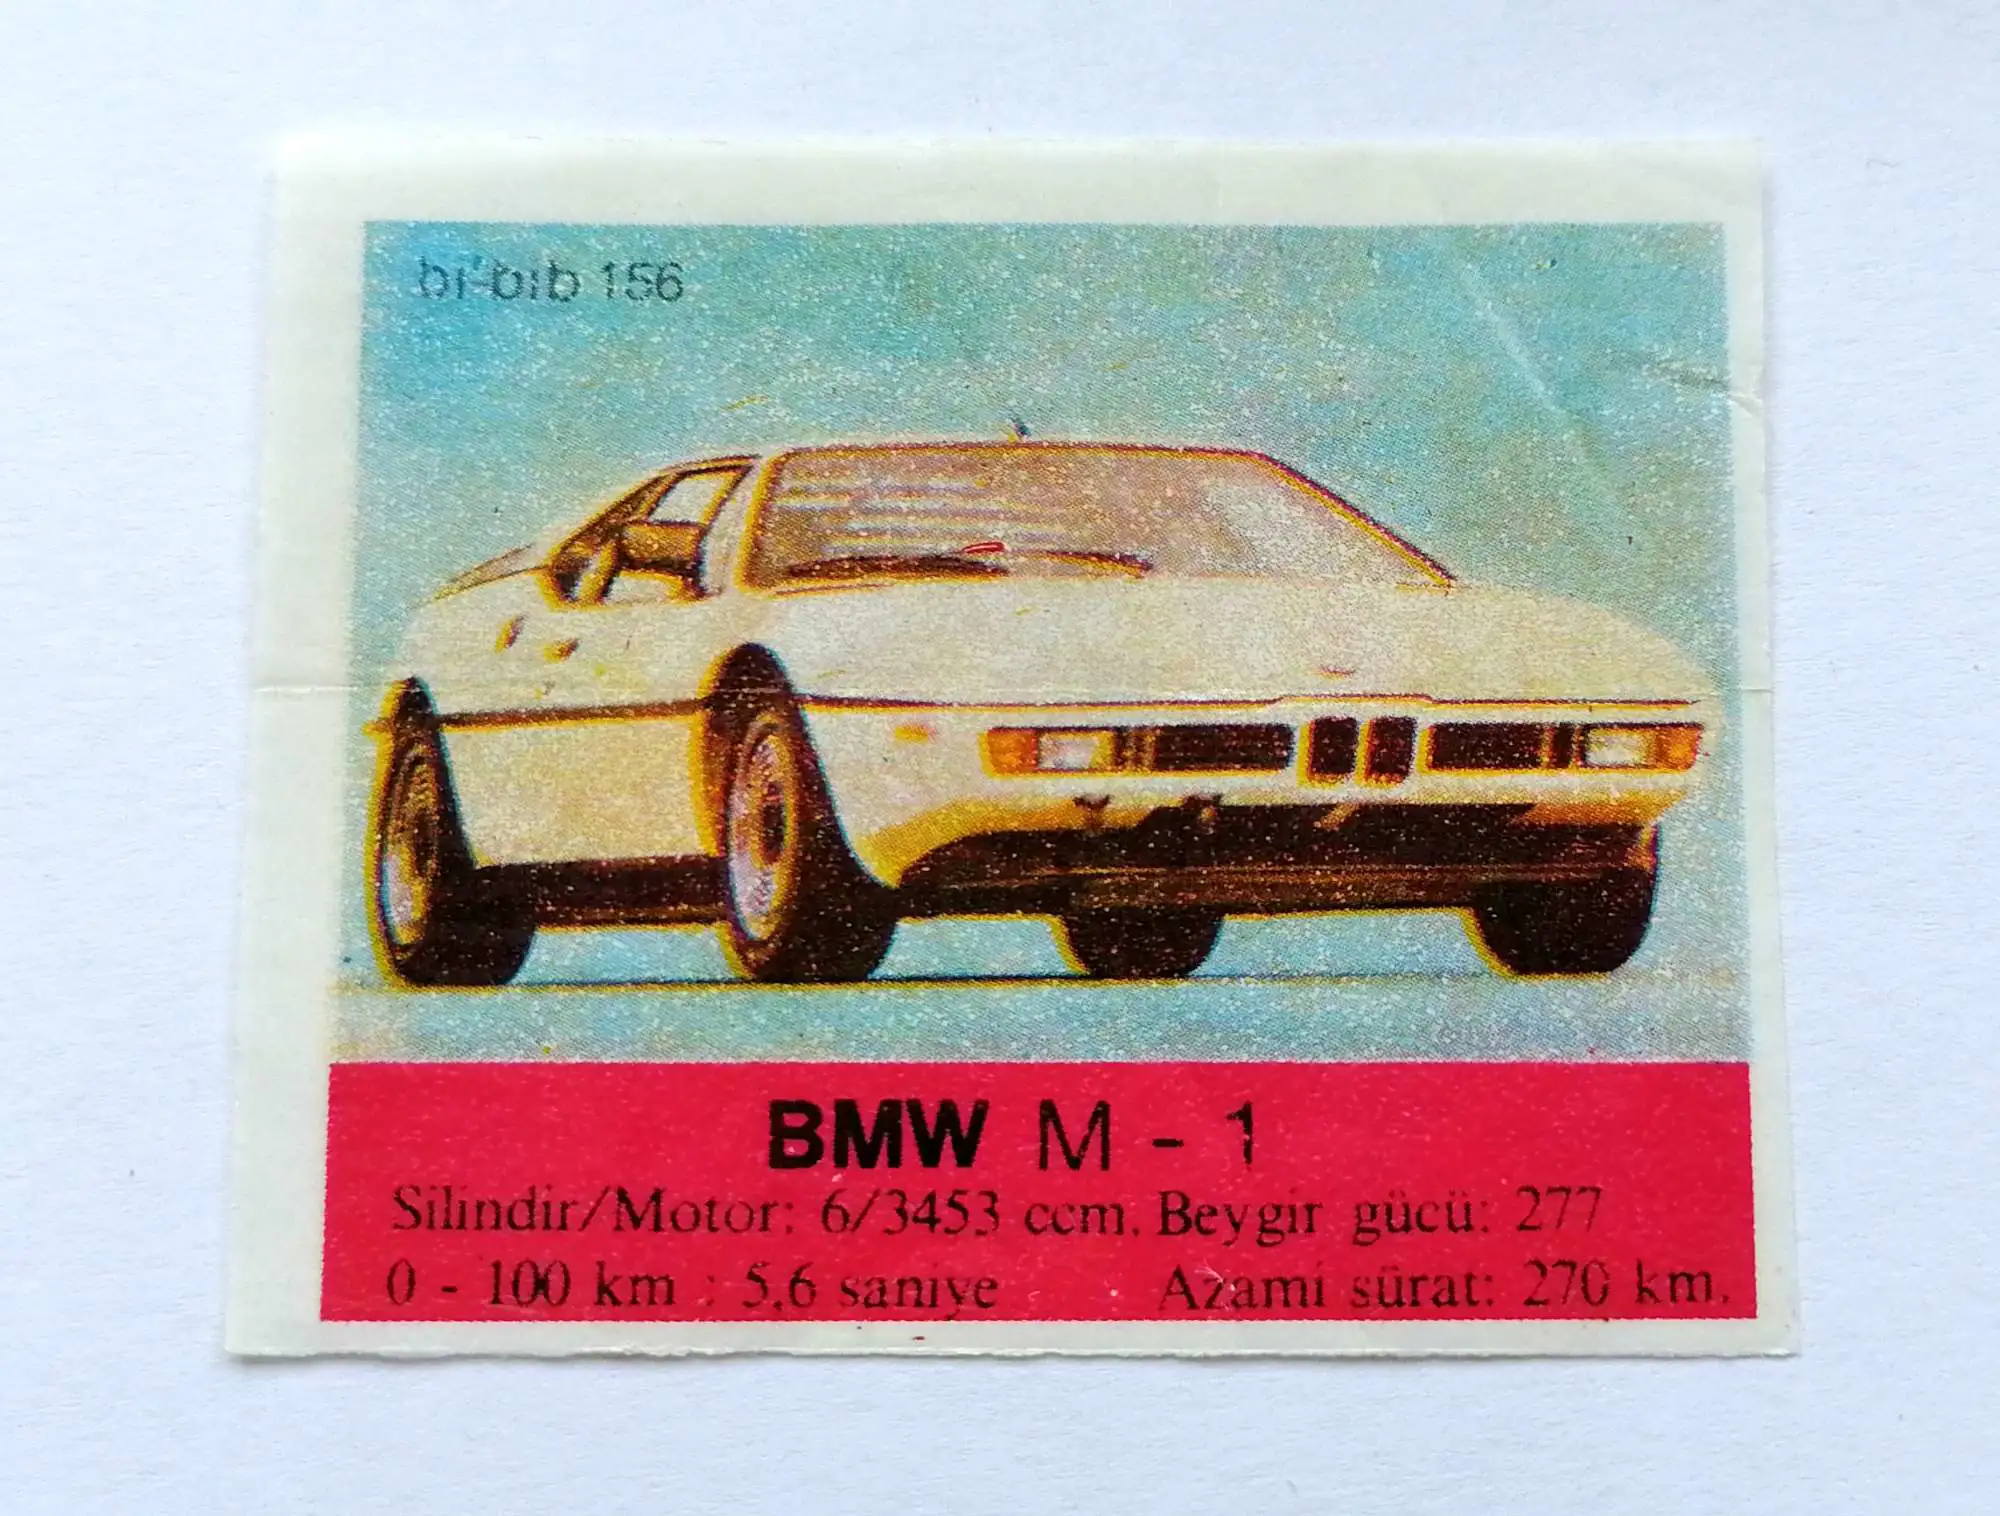 bi-bib 156
BMW M - 1
Silindir/Motor: 6/3453 ccm. Beygir gücü: 277
0 - 100 km : 5,6 saniye Azami sürat: 270 km.